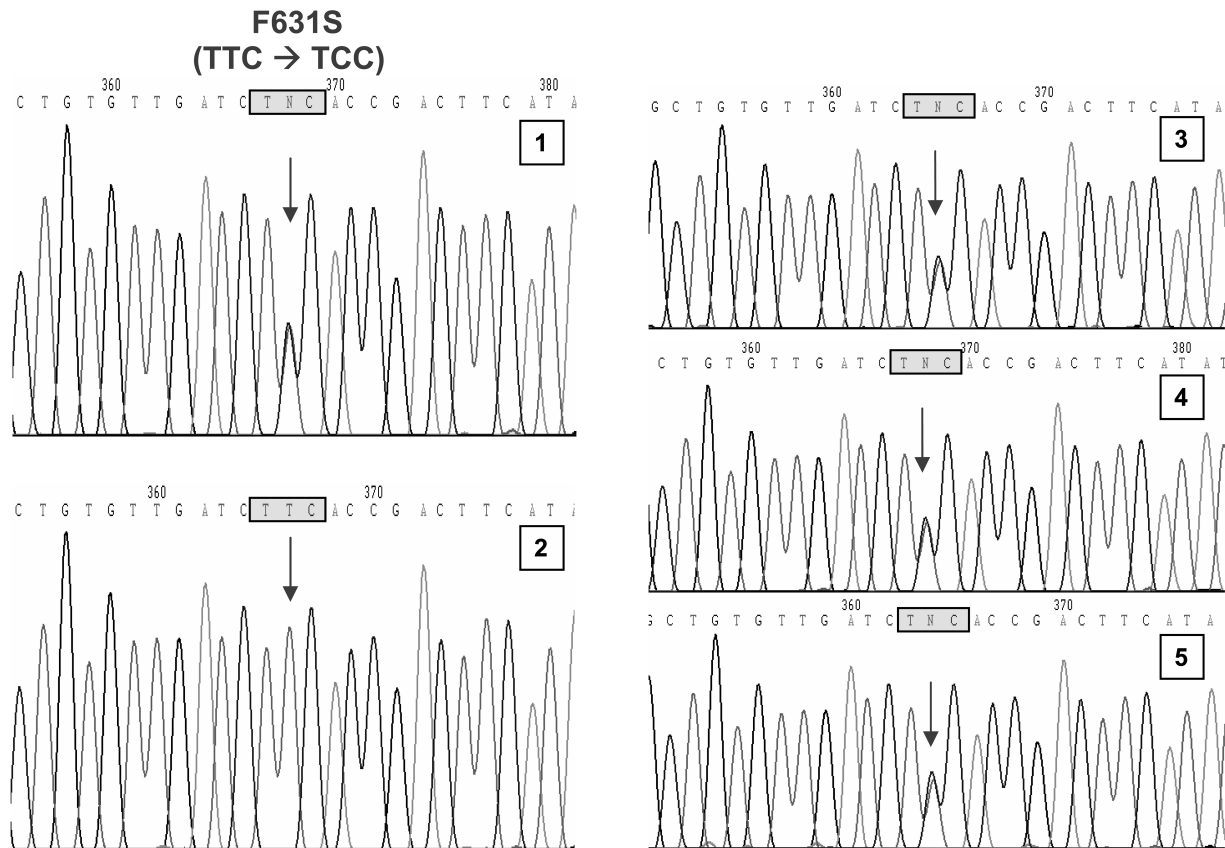 F631S
(TTC → TCC)
360 370 380
C T G T G T T G A T C T N C A C C G A C T T C A T A
1
360 370
C T G T G T T G A T C T T C A C C G A C T T C A T A
2
360 370
G C T G T G T T G A T C T N C A C C G A C T T C A T A
3
360 370 380
C T G T G T T G A T C T N C A C C G A C T T C A T A T
4
360 370
G C T G T G T T G A T C T N C A C C G A C T T C A T A
5